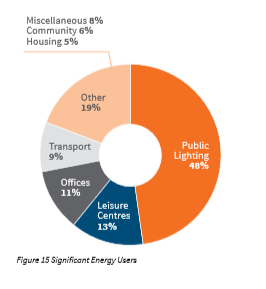 Miscellaneous 8%
Community 6%
Housing 5%
Other
19%
Public
Lighting
48%
Transport
9%
Offices
11%
Leisure
Centres
13%
Figure 15 Significant Energy Users